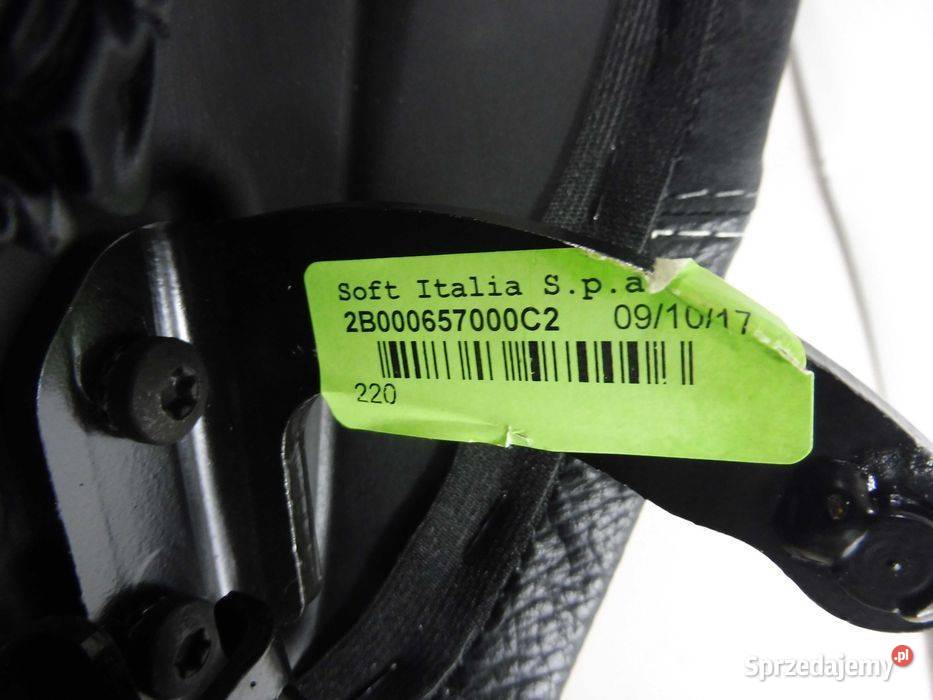 Soft Italia S.p.a
2B000657000C2 09/10/17
220
Sprzedajemy.pl